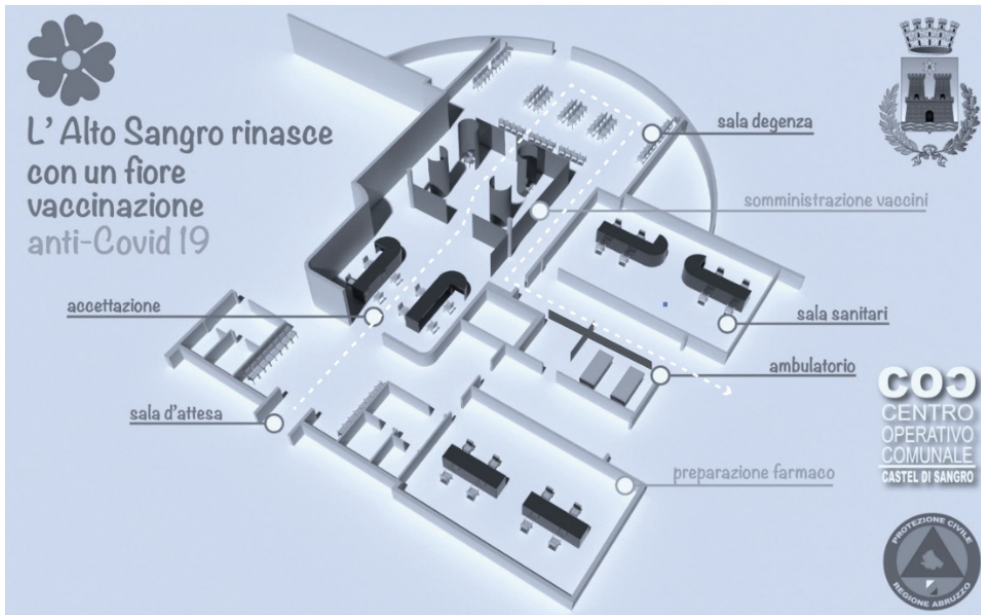 L' Alto Sangro rinasce
con un fiore
vaccinazione
anti-Covid 19
sala degenza
somministrazione vaccini
accettazione
sala sanitari
ambulatorio
sala d'attesa
preparazione farmaco
COC
CENTRO
OPERATIVO
COMUNALE
CASTEL DI SANGRO
PROTEZIONE CIVILE
REGIONE ABRUZZO